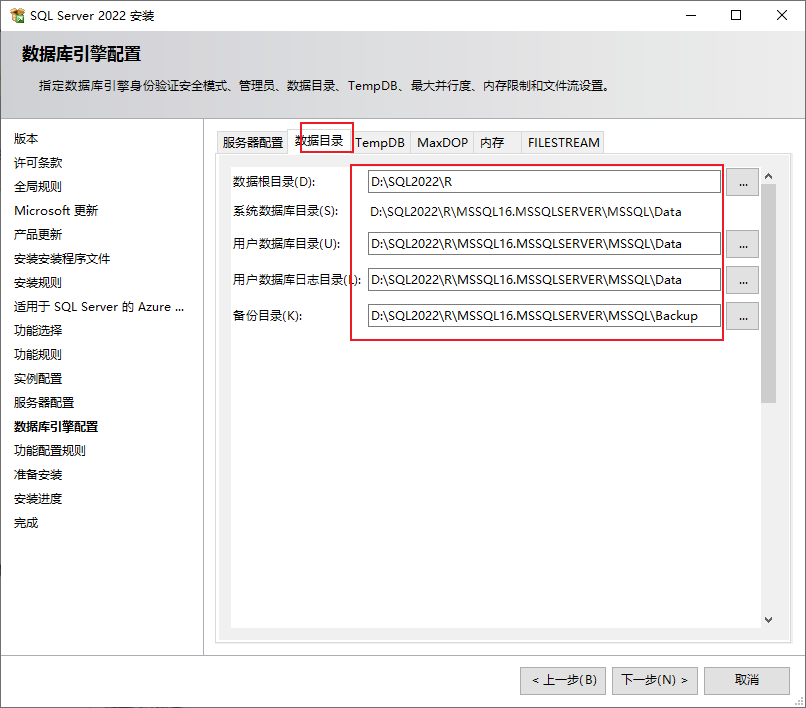 SQL Server 2022 安装
数据库引擎配置
指定数据库引擎身份验证安全模式、管理员、数据目录、TempDB、最大并行度、内存限制和文件流设置。
版本
许可条款
全局规则
Microsoft 更新
产品更新
安装安装程序文件
安装规则
适用于 SQL Server 的 Azure ...
功能选择
功能规则
实例配置
服务器配置
数据库引擎配置
功能配置规则
准备安装
安装进度
完成
服务器配置 数据目录 TempDB MaxDOP 内存 FILESTREAM
数据根目录(D): D:\SQL2022\R ...
系统数据库目录(S): D:\SQL2022\R\MSSQL16.MSSQLSERVER\MSSQL\Data
用户数据库目录(U): D:\SQL2022\R\MSSQL16.MSSQLSERVER\MSSQL\Data ...
用户数据库日志目录(L): D:\SQL2022\R\MSSQL16.MSSQLSERVER\MSSQL\Data ...
备份目录(K): D:\SQL2022\R\MSSQL16.MSSQLSERVER\MSSQL\Backup ...
< 上一步(B) 下一步(N) > 取消